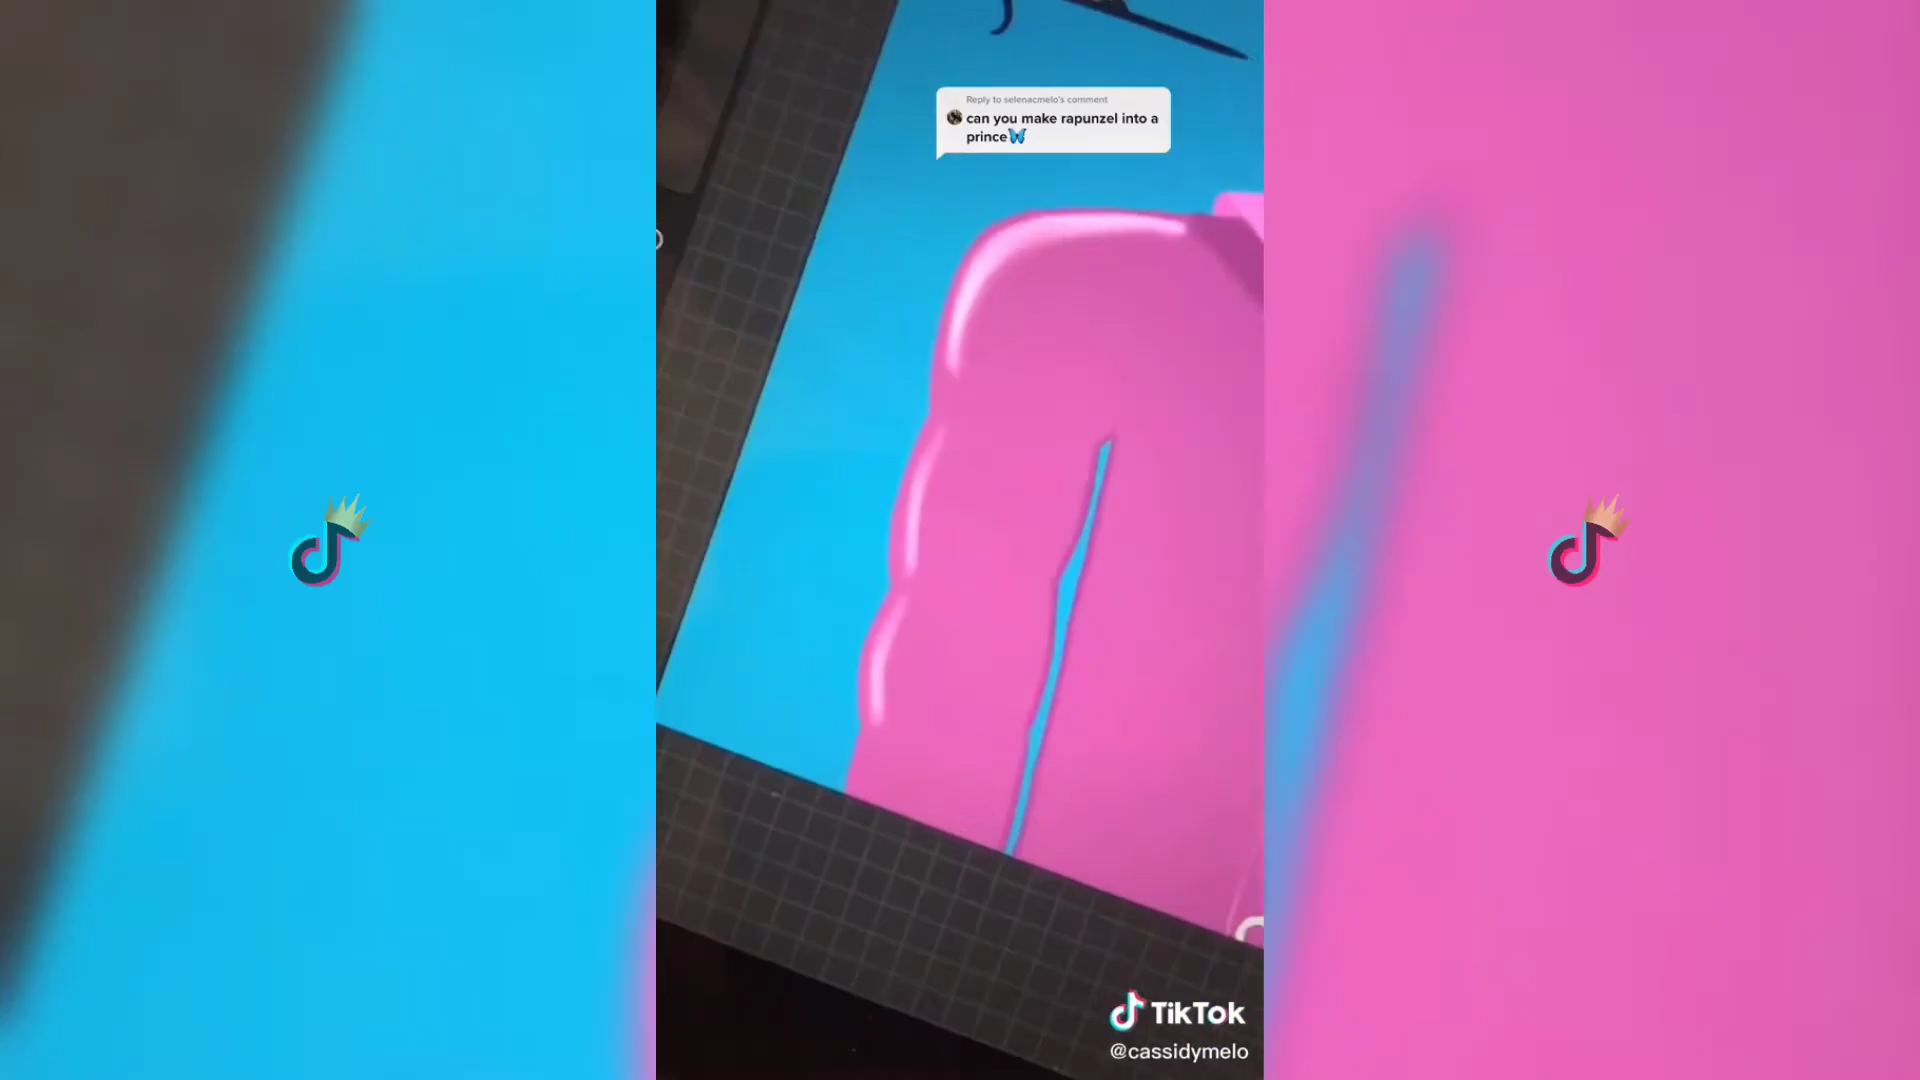 Reply to selenacmelo's comment
can you make rapunzel into a
prince🦋
TikTok
@cassidymelo